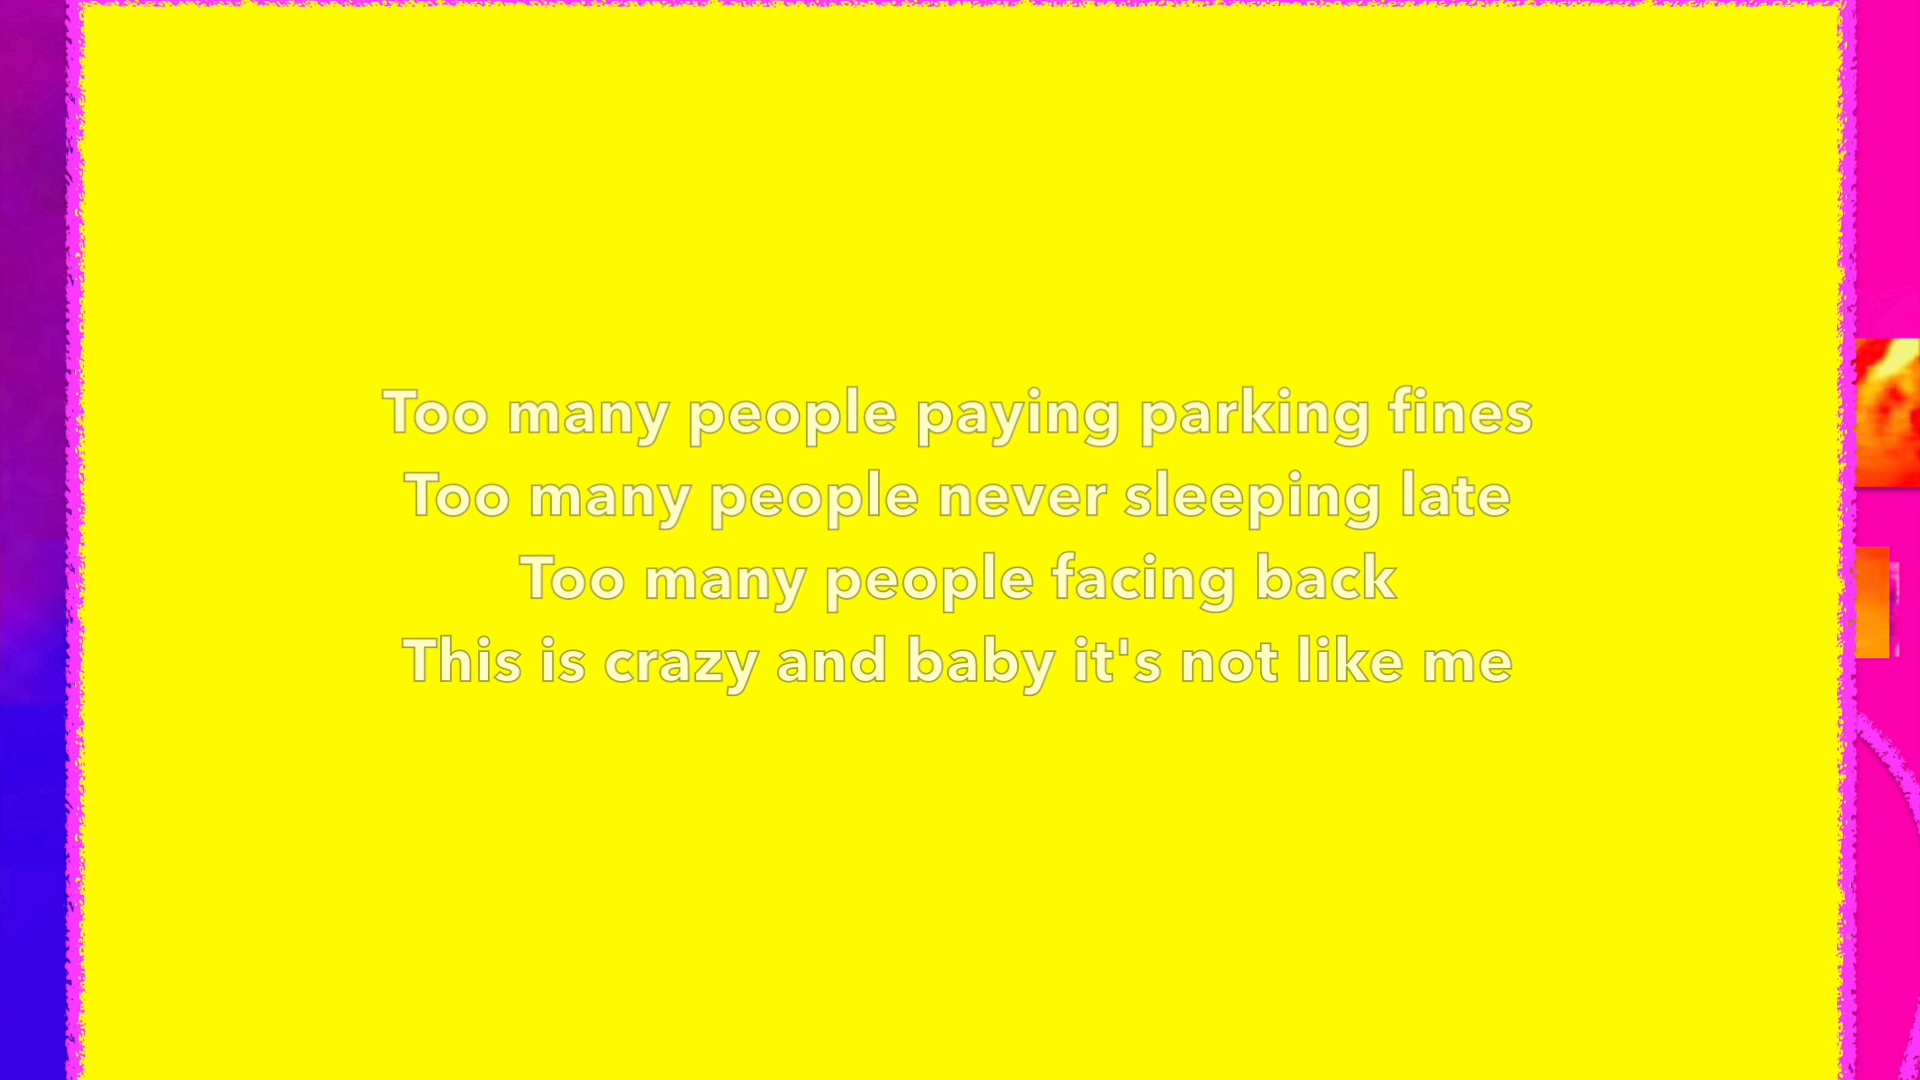 Too many people paying parking fines
Too many people never sleeping late
Too many people facing back
This is crazy and baby it's not like me